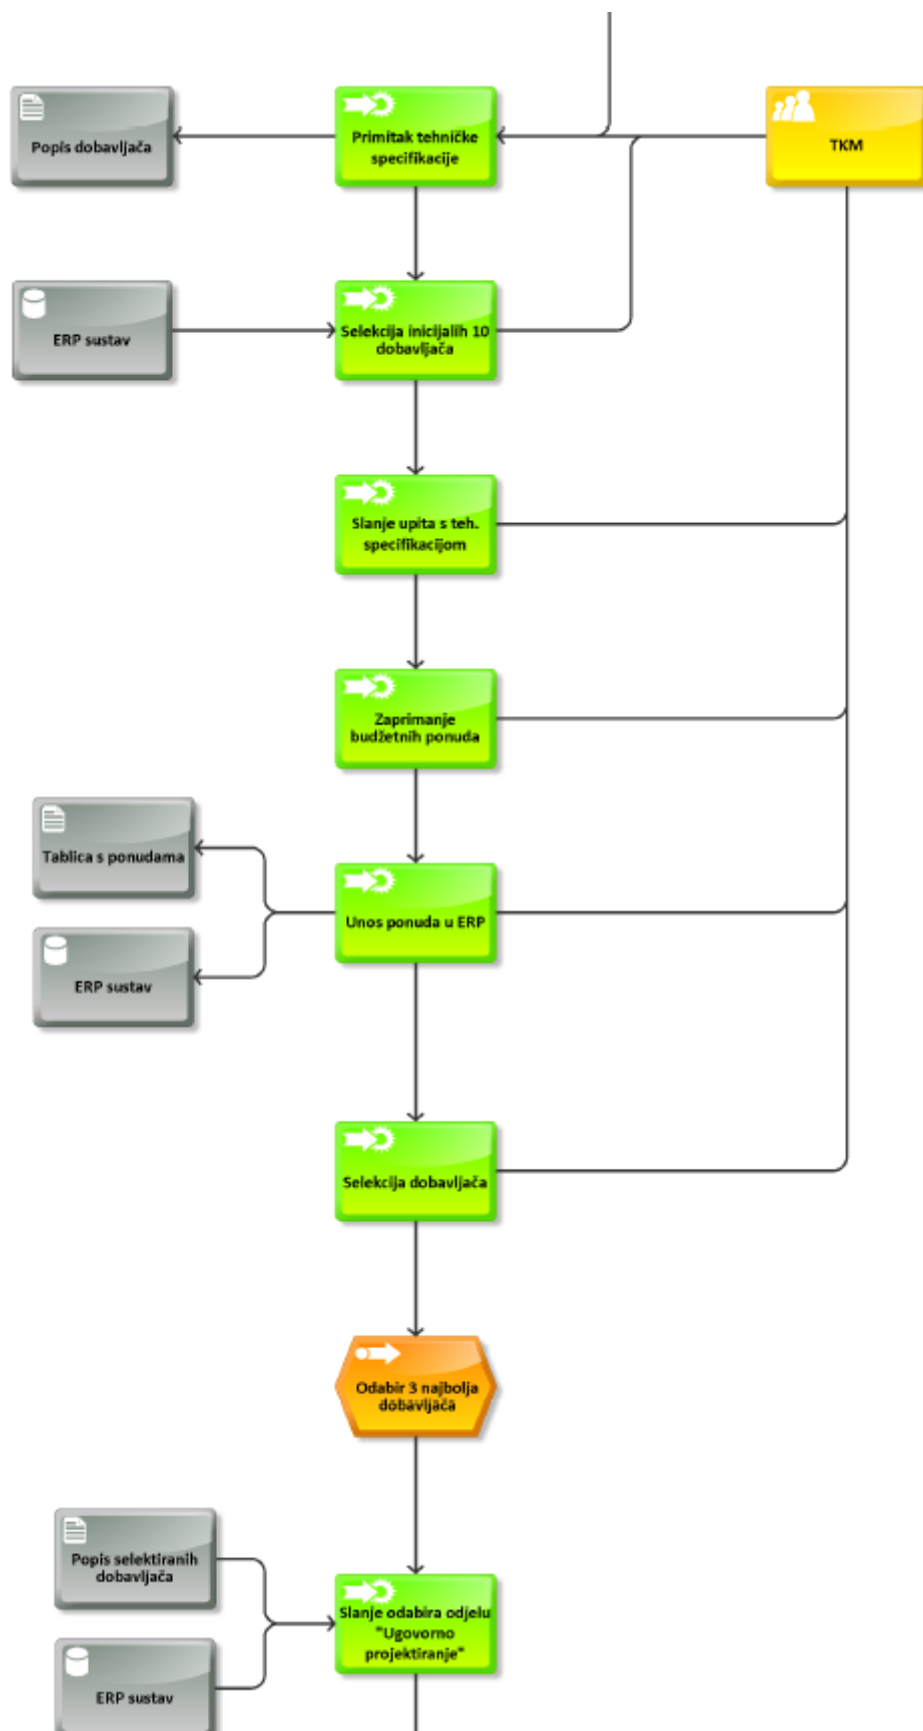 Popis dobavljača
Primitak tehničke
specifikacije
TKM
ERP sustav
Selekcija inicijalih 10
dobavljača
Slanje upita s teh.
specifikacijom
Zaprimanje
budžetnih ponuda
Tablica s ponudama
Unos ponuda u ERP
ERP sustav
Selekcija dobavljača
Odabir 3 najbolja
dobavljača
Popis selektiranih
dobavljača
Slanje odabira odjelu
"Ugovorno
projektiranje"
ERP sustav